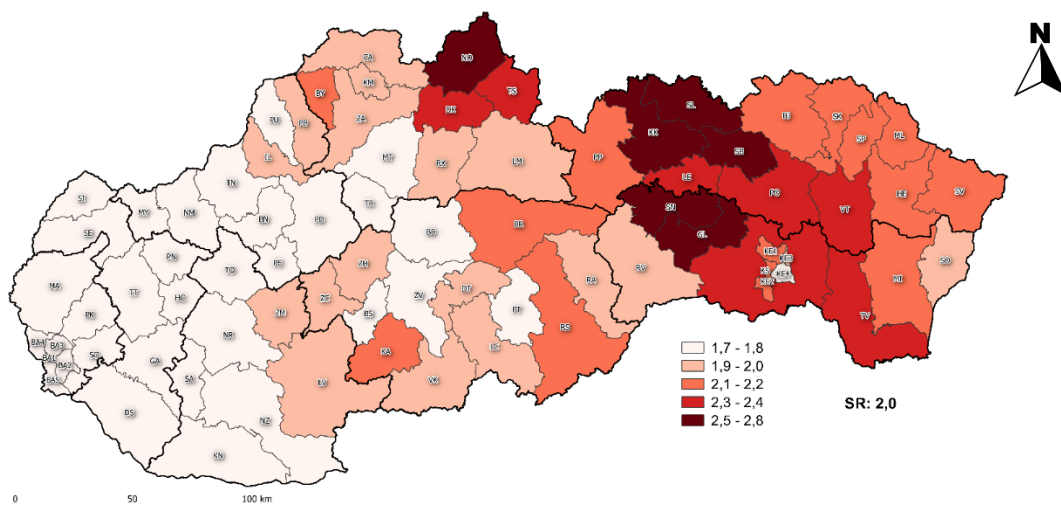 N
CA
NO
KM
BY
TS
DK
PU
PB
ZA
IL
MT
RK
LM
PP
SL
KK
SB
LE
PO
BJ
SK
SP
ML
HE
SV
VT
TN
SI
SE
MY
NM
BN
PD
TR
BB
BR
SN
GL
RV
RA
KE4
KE3
KS
KE2
KE1
MI
SO
TV
PN
TO
PE
ZH
ZC
ZM
BS
ZV
DT
PT
RS
LC
KA
VK
LV
MA
TT
HC
PK
NR
BA4
BA3
BA1
BA2
BA5
SC
GA
SA
DS
NZ
KN
1,7 - 1,8
1,9 - 2,0
2,1 - 2,2
2,3 - 2,4
2,5 - 2,8
SR: 2,0
0 50 100 km